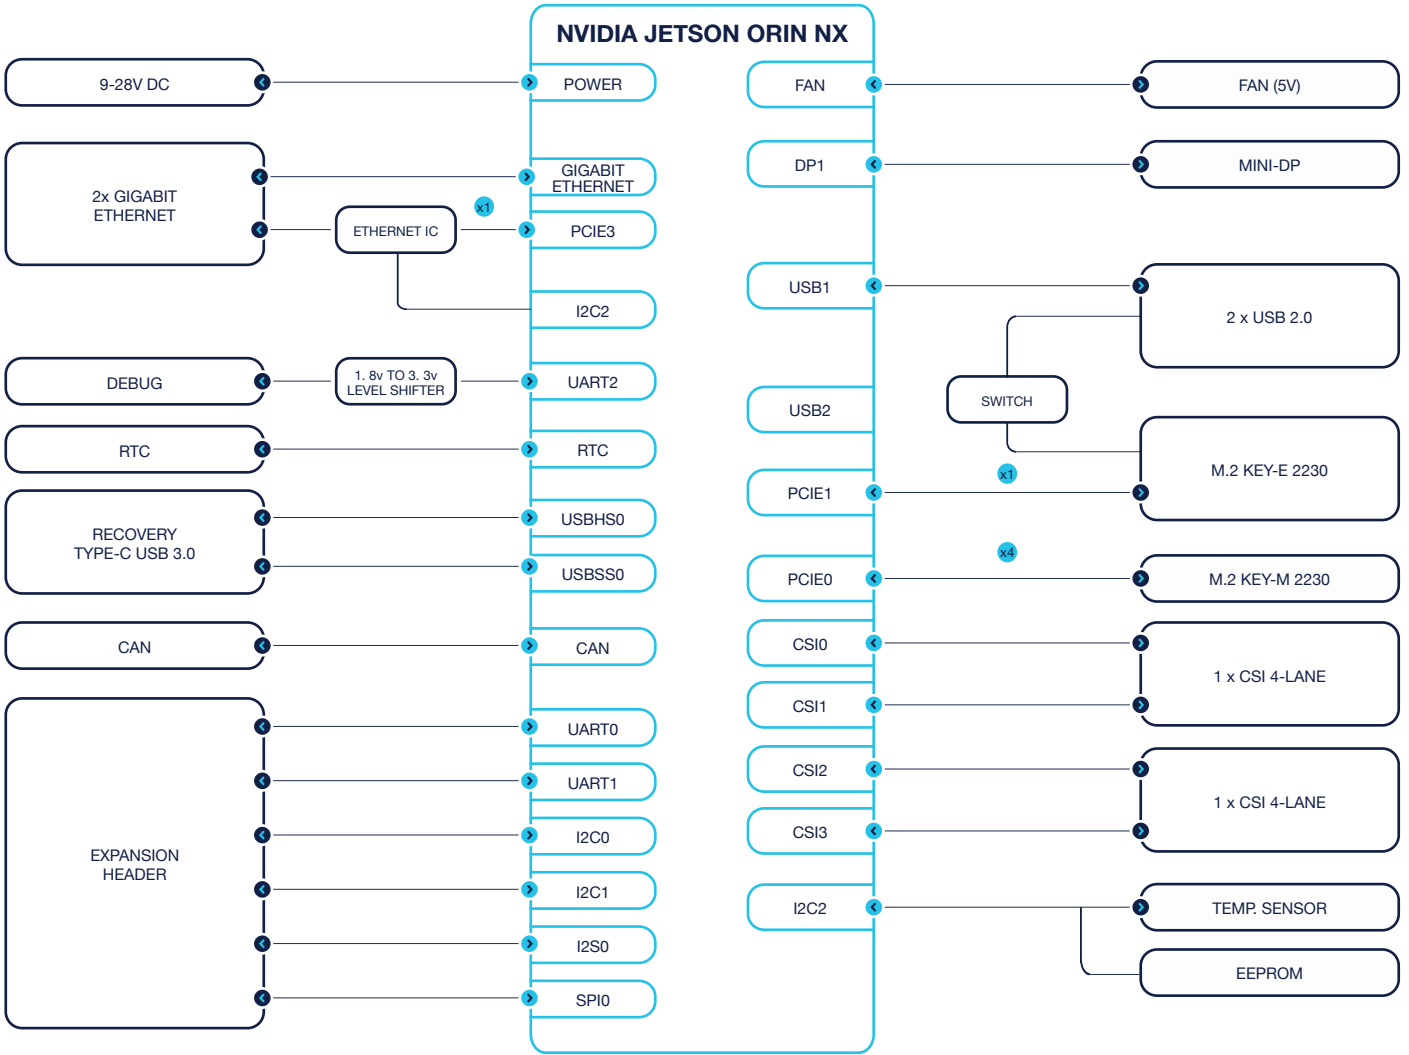 NVIDIA JETSON ORIN NX
9-28V DC
POWER
2x GIGABIT
ETHERNET
GIGABIT
ETHERNET
x1
ETHERNET IC
PCIE3
I2C2
DEBUG
1. 8v TO 3. 3v
LEVEL SHIFTER
UART2
RTC
RTC
RECOVERY
TYPE-C USB 3.0
USBHS0
USBSS0
CAN
CAN
EXPANSION
HEADER
UART0
UART1
I2C0
I2C1
I2S0
SPI0
FAN
FAN (5V)
DP1
MINI-DP
USB1
2 x USB 2.0
SWITCH
USB2
M.2 KEY-E 2230
x1
PCIE1
x4
PCIE0
M.2 KEY-M 2230
CSI0
CSI1
1 x CSI 4-LANE
CSI2
CSI3
1 x CSI 4-LANE
I2C2
TEMP. SENSOR
EEPROM